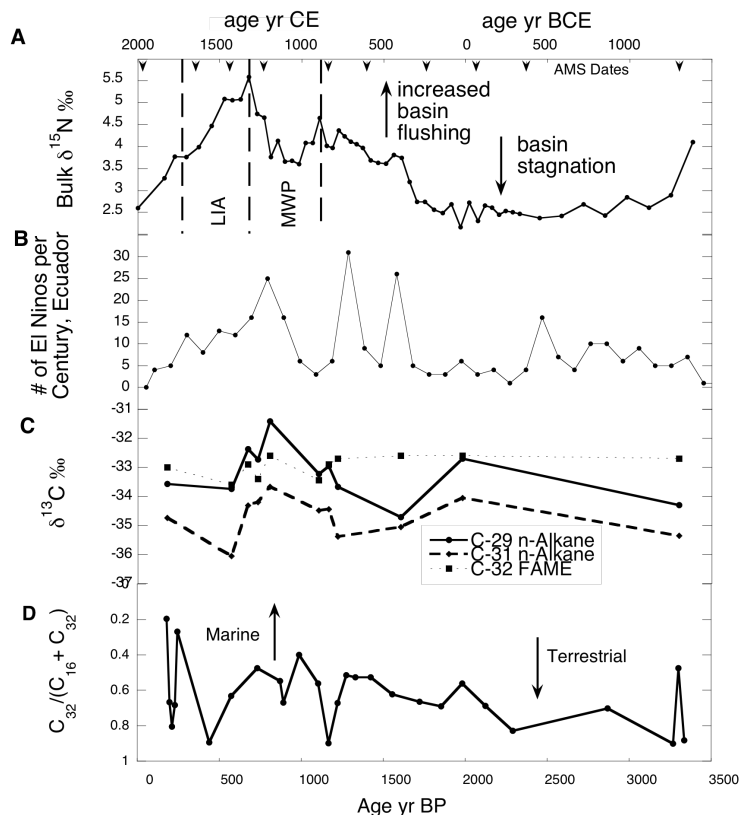 age yr CE age yr BCE
A
2000 1500 1000 500 0 500 1000
AMS Dates
Bulk δ15N ‰
5.5
5
4.5
4
3.5
3
2.5
increased
basin
flushing
basin
stagnation
LIA
MWP
B
# of El Ninos per
Century, Ecuador
30
25
20
15
10
5
0
C
δ13C ‰
-31
-32
-33
-34
-35
-36
-37
C-29 n-Alkane
C-31 n-Alkane
C-32 FAME
D
C32/(C16 + C32)
0.2
0.4
0.6
0.8
1
Marine
Terrestrial
0 500 1000 1500 2000 2500 3000 3500
Age yr BP